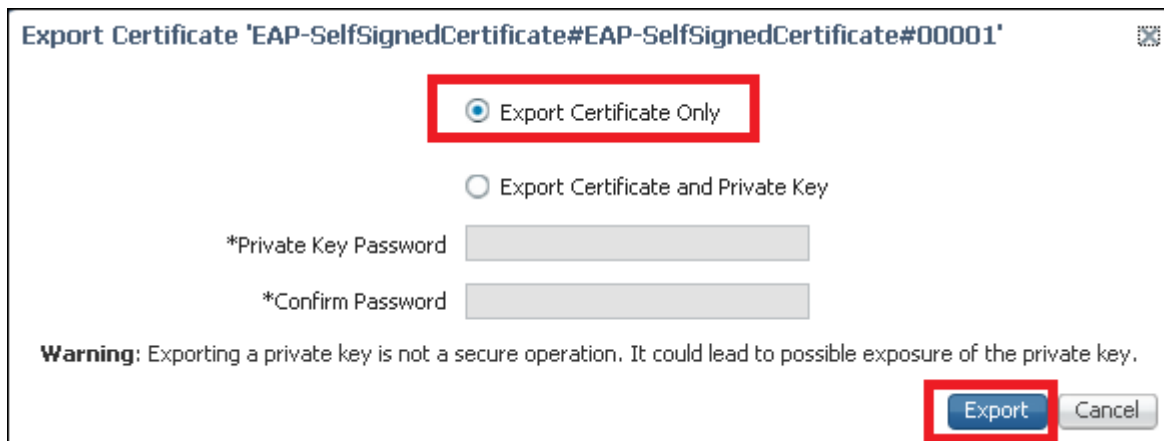 Export Certificate 'EAP-SelfSignedCertificate#EAP-SelfSignedCertificate#00001'
Export Certificate Only
Export Certificate and Private Key
*Private Key Password
*Confirm Password
Warning: Exporting a private key is not a secure operation. It could lead to possible exposure of the private key.
Export Cancel